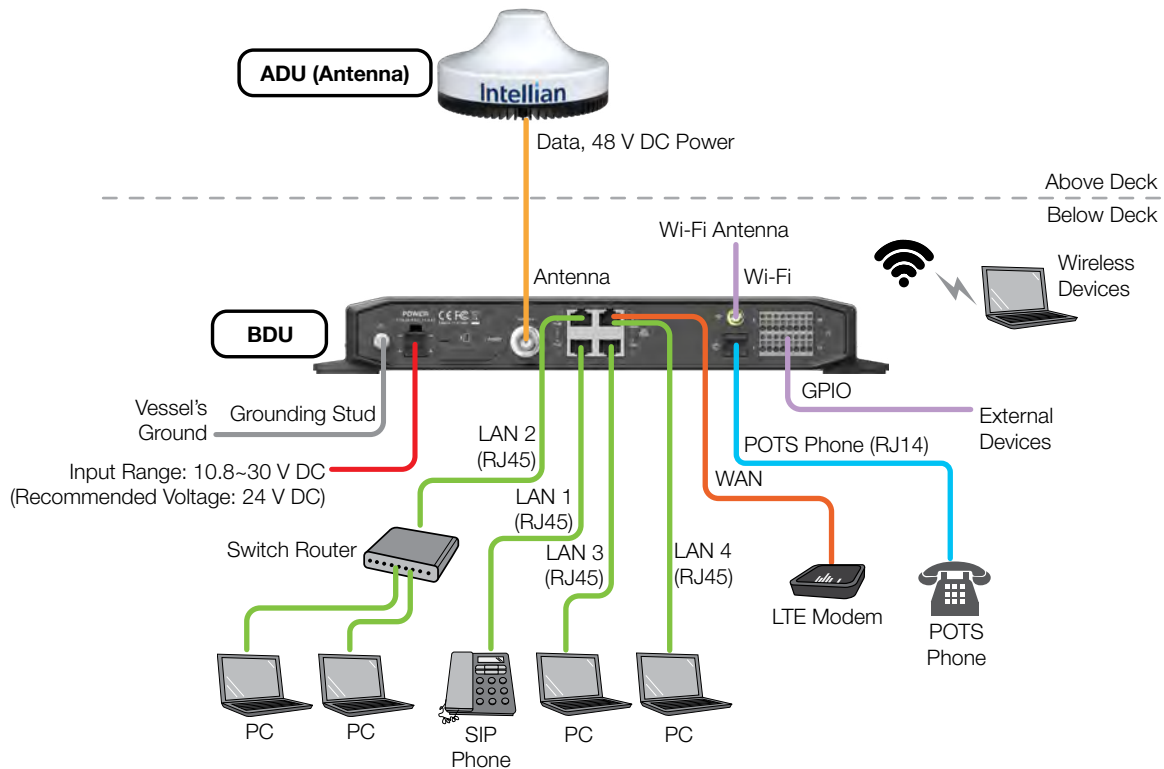 ADU (Antenna)
Intellian
Data, 48 V DC Power
Above Deck
Below Deck
Wi-Fi Antenna
Wireless
Devices
Antenna
Wi-Fi
BDU
POWER
Vessel's
Ground
Grounding Stud
GPIO
External
Devices
LAN 2
(RJ45)
POTS Phone (RJ14)
Input Range: 10.8~30 V DC
(Recommended Voltage: 24 V DC)
WAN
LAN 1
(RJ45)
Switch Router
LAN 3
(RJ45)
LAN 4
(RJ45)
LTE Modem
POTS
Phone
PC
PC
SIP
Phone
PC
PC